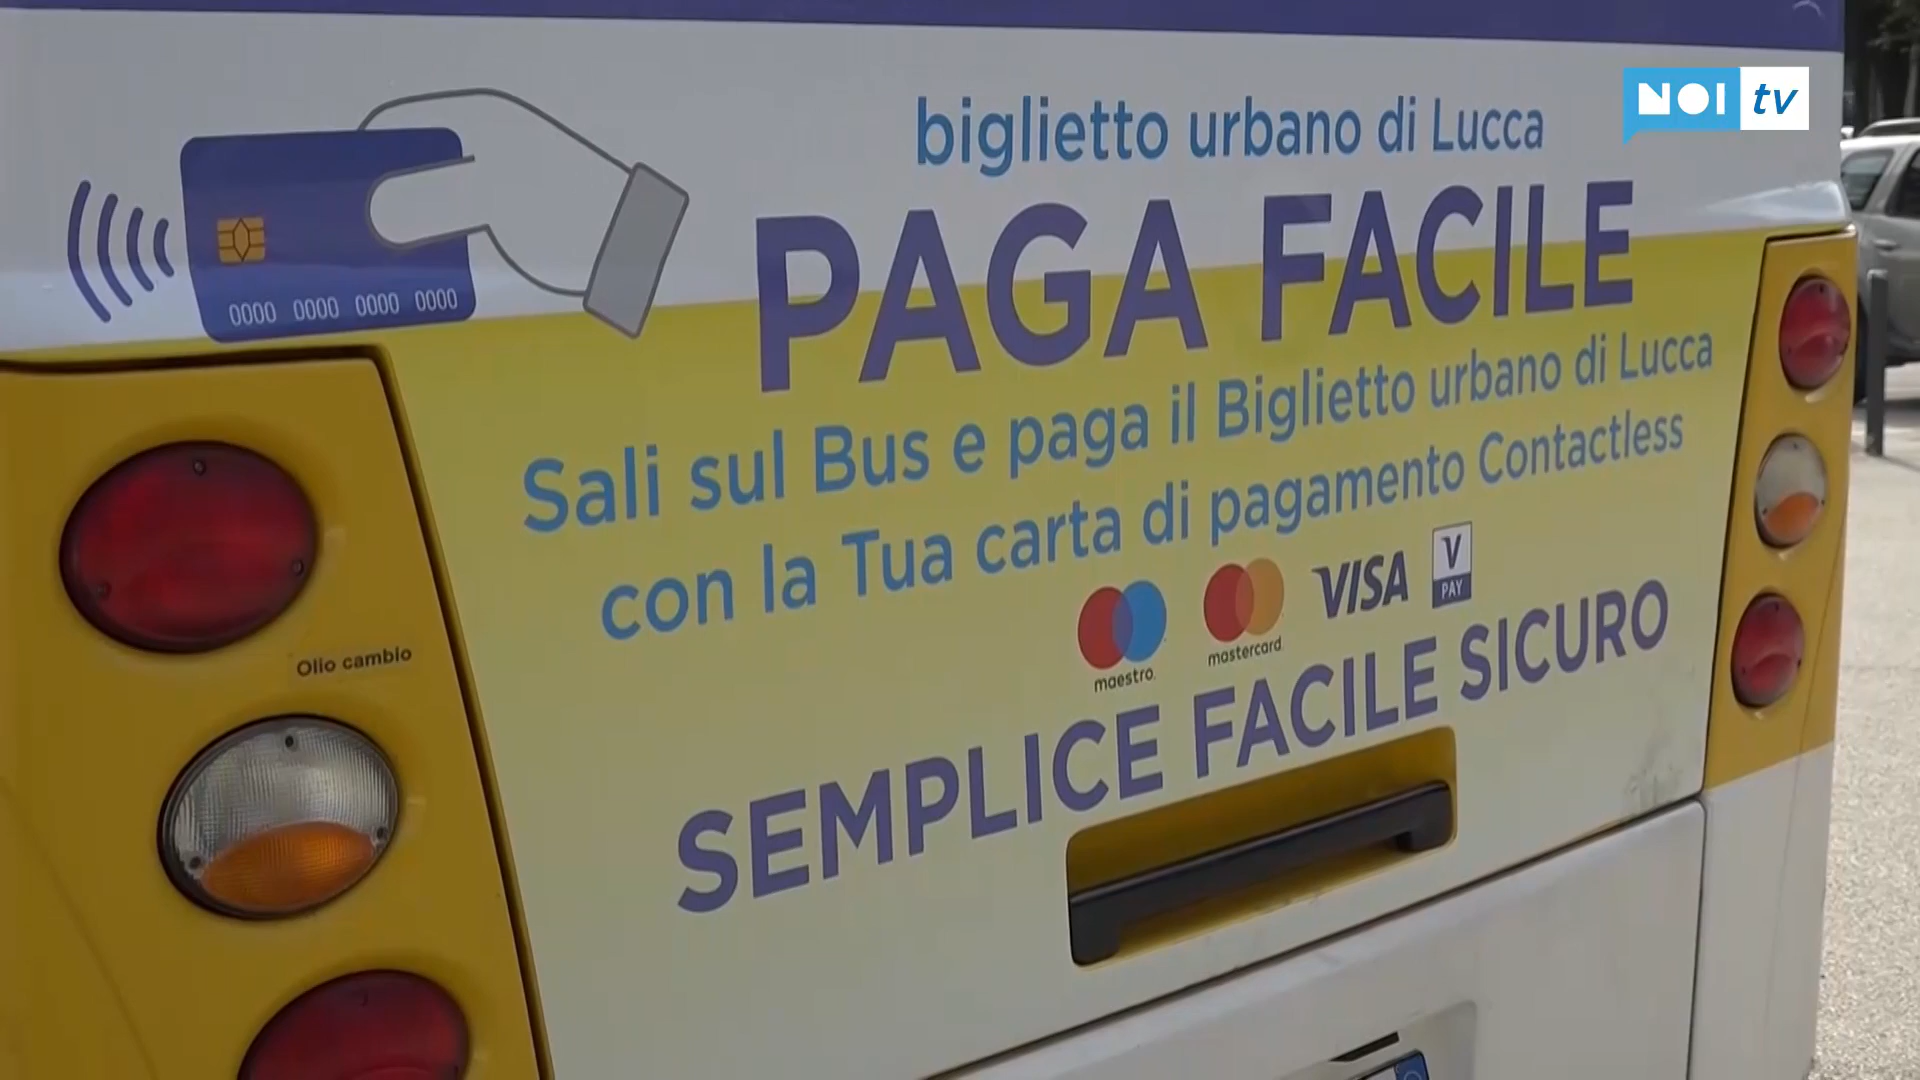 NOI tv
biglietto urbano di Lucca
PAGA FACILE
0000 0000 0000 0000
Sali sul Bus e paga il Biglietto urbano di Lucca
con la Tua carta di pagamento Contactless
maestro.
mastercard.
VISA
V PAY
Olio cambio
SEMPLICE FACILE SICURO